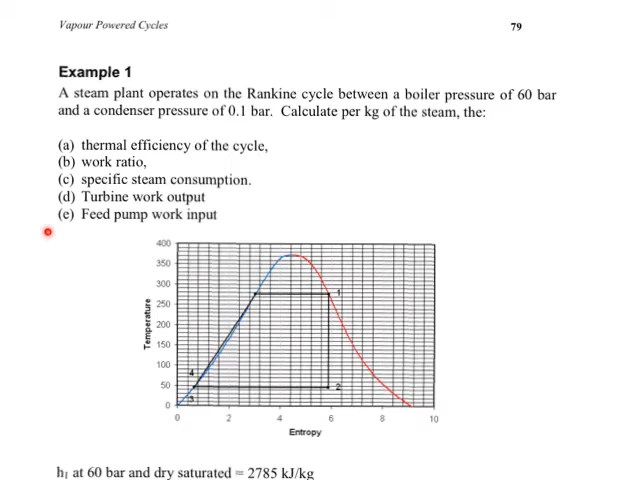 Vapour Powered Cycles
79
Example 1
A steam plant operates on the Rankine cycle between a boiler pressure of 60 bar
and a condenser pressure of 0.1 bar. Calculate per kg of the steam, the:
(a) thermal efficiency of the cycle,
(b) work ratio,
(c) specific steam consumption.
(d) Turbine work output
(e) Feed pump work input
400
350
300
250
200
150
100
50
0
Temperature
1
2
3
4
0 2 4 6 8 10
Entropy
h₁ at 60 bar and dry saturated = 2785 kJ/kg